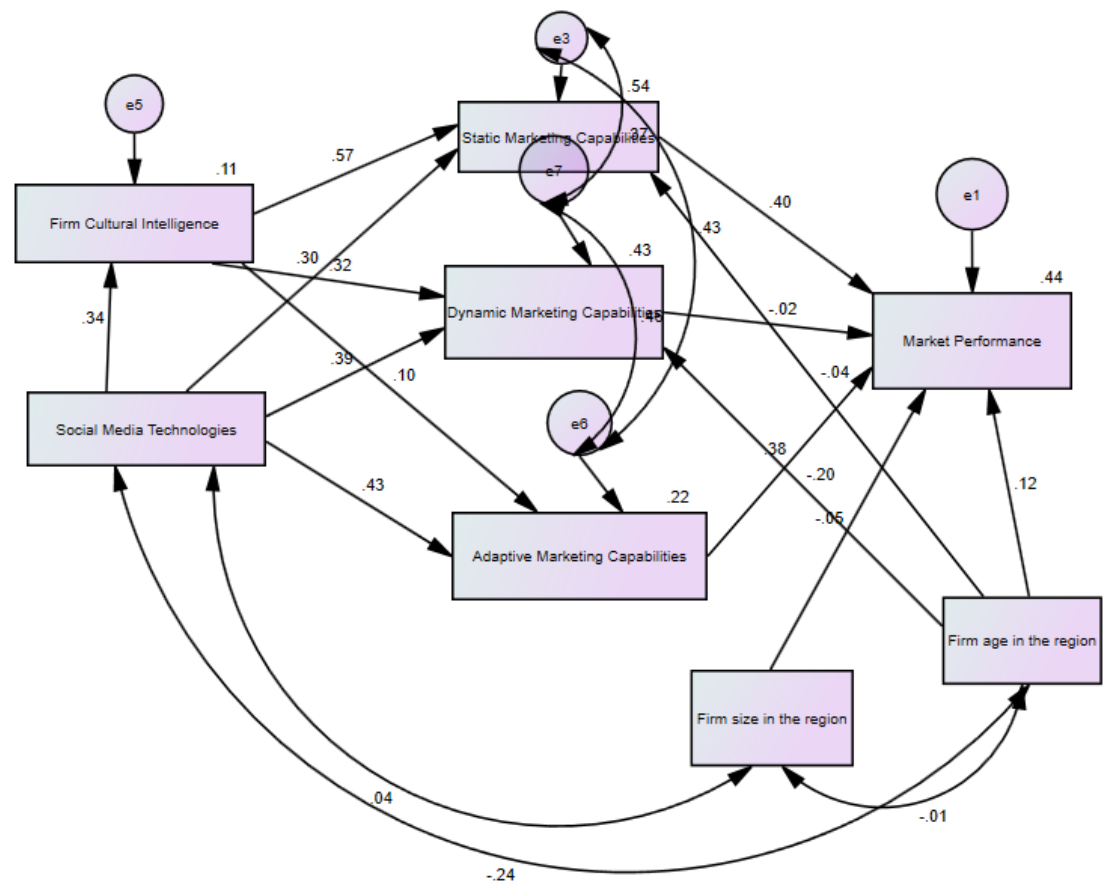 e3
.54
e5
Static Marketing Capabilities
.11
.57
e7
e1
.40
Firm Cultural Intelligence
.43
.30
.32
.43
.44
Dynamic Marketing Capabilities
-.02
.34
Market Performance
.39
.10
-.04
e6
Social Media Technologies
.38
-.20
.43
.22
.12
-.05
Adaptive Marketing Capabilities
Firm age in the region
Firm size in the region
.04
-.01
-.24